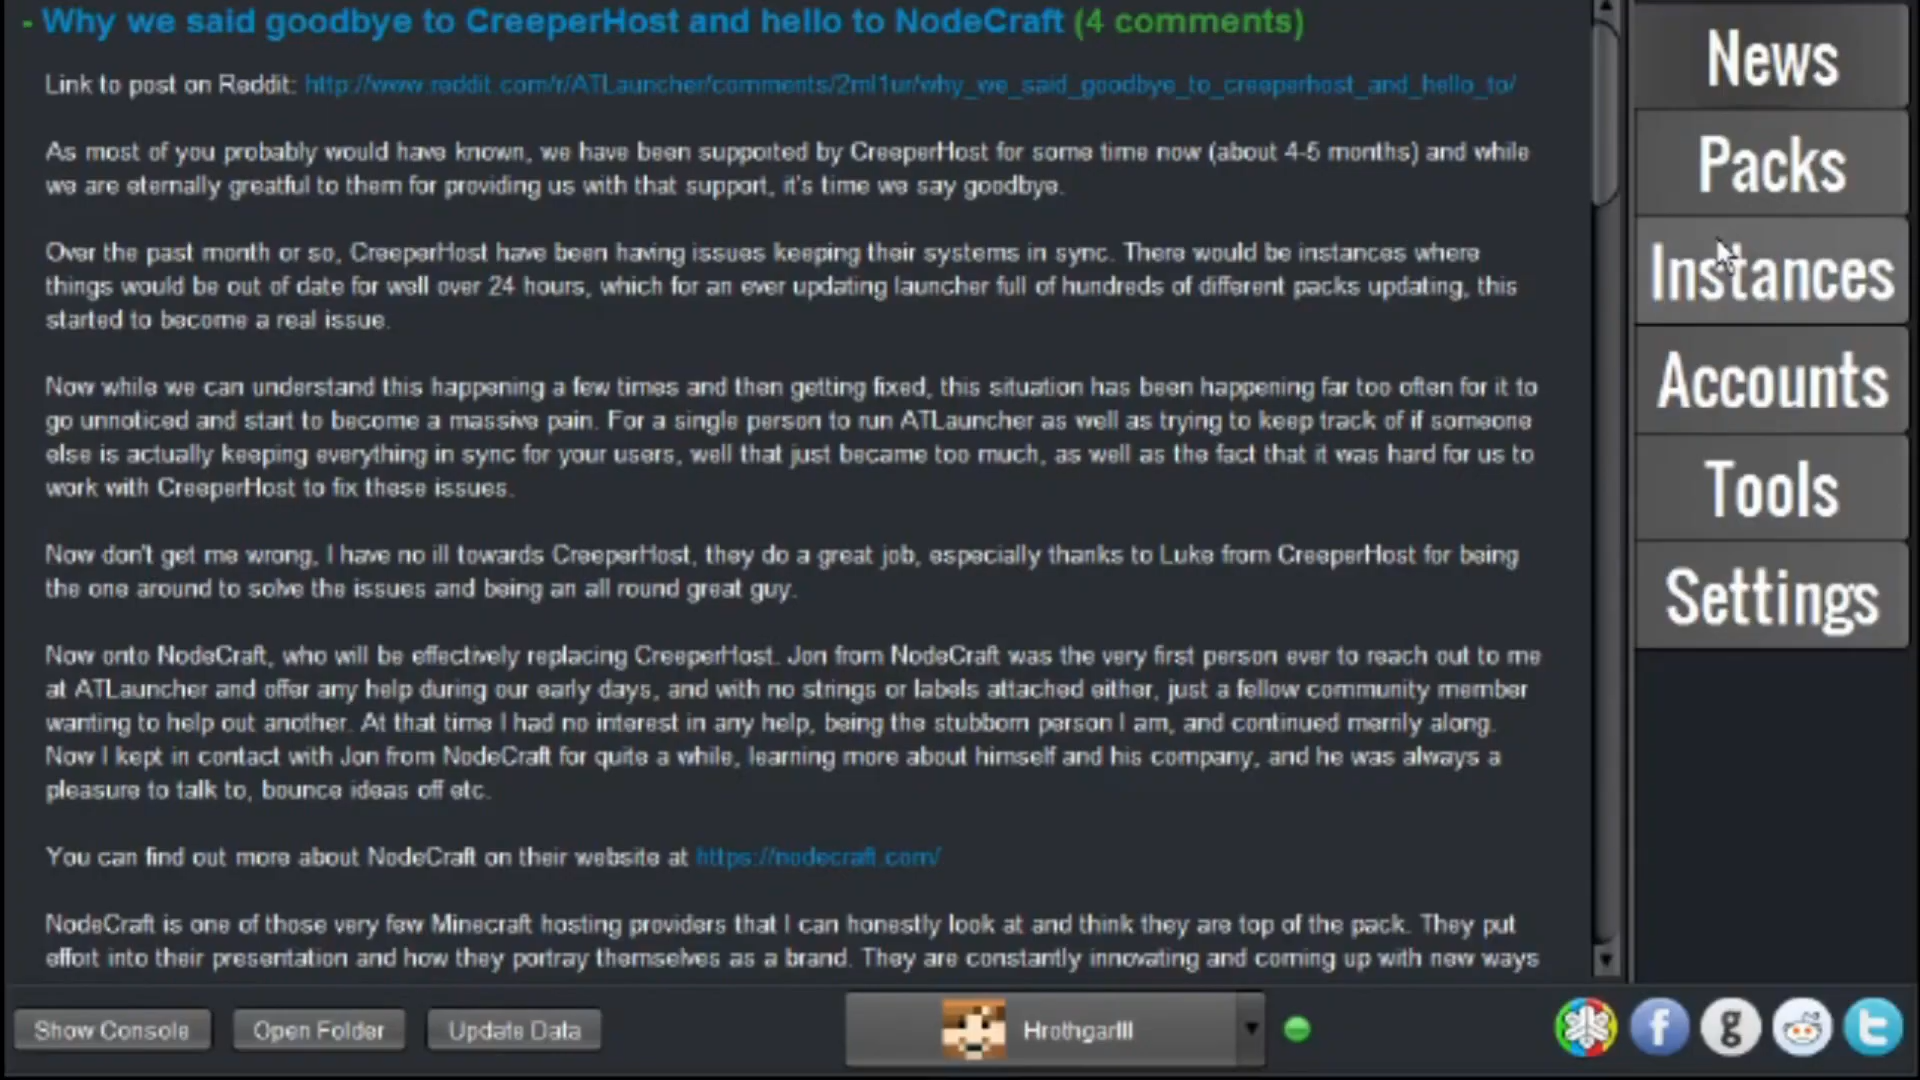 - Why we said goodbye to CreeperHost and hello to NodeCraft (4 comments)
Link to post on Reddit: http://www.reddit.com/r/ATLauncher/comments/2ml1ur/why_we_said_goodbye_to_creeperhost_and_hello_to/
As most of you probably would have known, we have been supported by CreeperHost for some time now (about 4-5 months) and while
we are eternally greatful to them for providing us with that support, it's time we say goodbye.
Over the past month or so, CreeperHost have been having issues keeping their systems in sync. There would be instances where
things would be out of date for well over 24 hours, which for an ever updating launcher full of hundreds of different packs updating, this
started to become a real issue.
Now while we can understand this happening a few times and then getting fixed, this situation has been happening far too often for it to
go unnoticed and start to become a massive pain. For a single person to run ATLauncher as well as trying to keep track of if someone
else is actually keeping everything in sync for your users, well that just became too much, as well as the fact that it was hard for us to
work with CreeperHost to fix these issues.
Now don't get me wrong, I have no ill towards CreeperHost, they do a great job, especially thanks to Luke from CreeperHost for being
the one around to solve the issues and being an all round great guy.
Now onto NodeCraft, who will be effectively replacing CreeperHost. Jon from NodeCraft was the very first person ever to reach out to me
at ATLauncher and offer any help during our early days, and with no strings or labels attached either, just a fellow community member
wanting to help out another. At that time I had no interest in any help, being the stubborn person I am, and continued merrily along.
Now I kept in contact with Jon from NodeCraft for quite a while, learning more about himself and his company, and he was always a
pleasure to talk to, bounce ideas off etc.
You can find out more about NodeCraft on their website at https://nodecraft.com/
NodeCraft is one of those very few Minecraft hosting providers that I can honestly look at and think they are top of the pack. They put
effort into their presentation and how they portray themselves as a brand. They are constantly innovating and coming up with new ways
News
Packs
Instances
Accounts
Tools
Settings
Show Console
Open Folder
Update Data
HrothgarIII
f
g
t